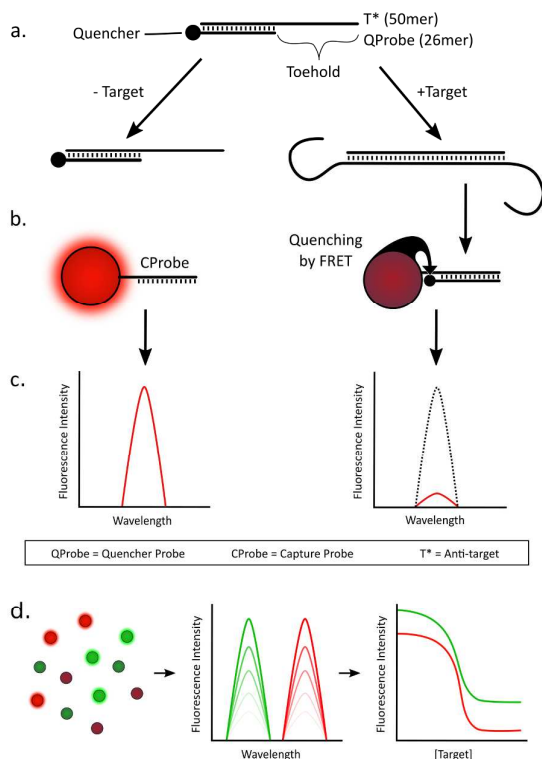 a.
Quencher
T* (50mer)
QProbe (26mer)
Toehold
- Target
+Target
b.
CProbe
Quenching
by FRET
c.
Fluorescence Intensity
Wavelength
Fluorescence Intensity
Wavelength
QProbe = Quencher Probe CProbe = Capture Probe T* = Anti-target
d.
Fluorescence Intensity
Wavelength
Fluorescence Intensity
[Target]